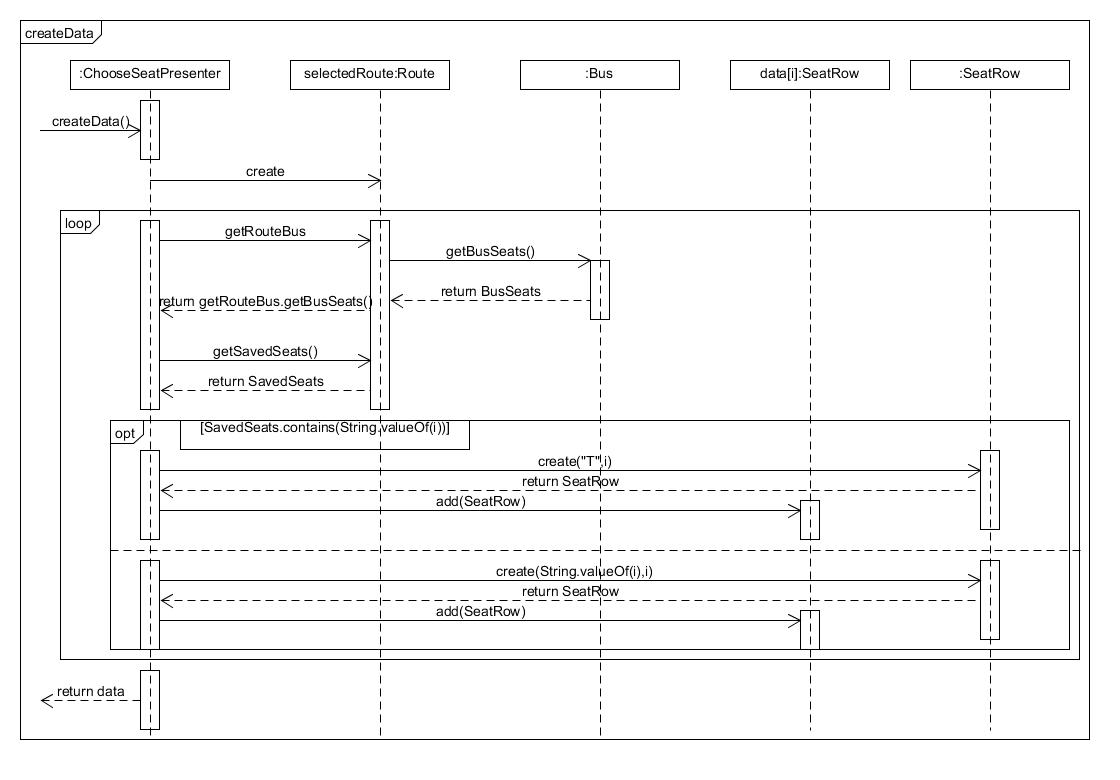 createData
:ChooseSeatPresenter
selectedRoute:Route
:Bus
data[i]:SeatRow
:SeatRow
createData()
create
loop
getRouteBus
getBusSeats()
return BusSeats
return getRouteBus.getBusSeats()
getSavedSeats()
return SavedSeats
opt
[SavedSeats.contains(String.valueOf(i))]
create("T",i)
return SeatRow
add(SeatRow)
create(String.valueOf(i),i)
return SeatRow
add(SeatRow)
return data